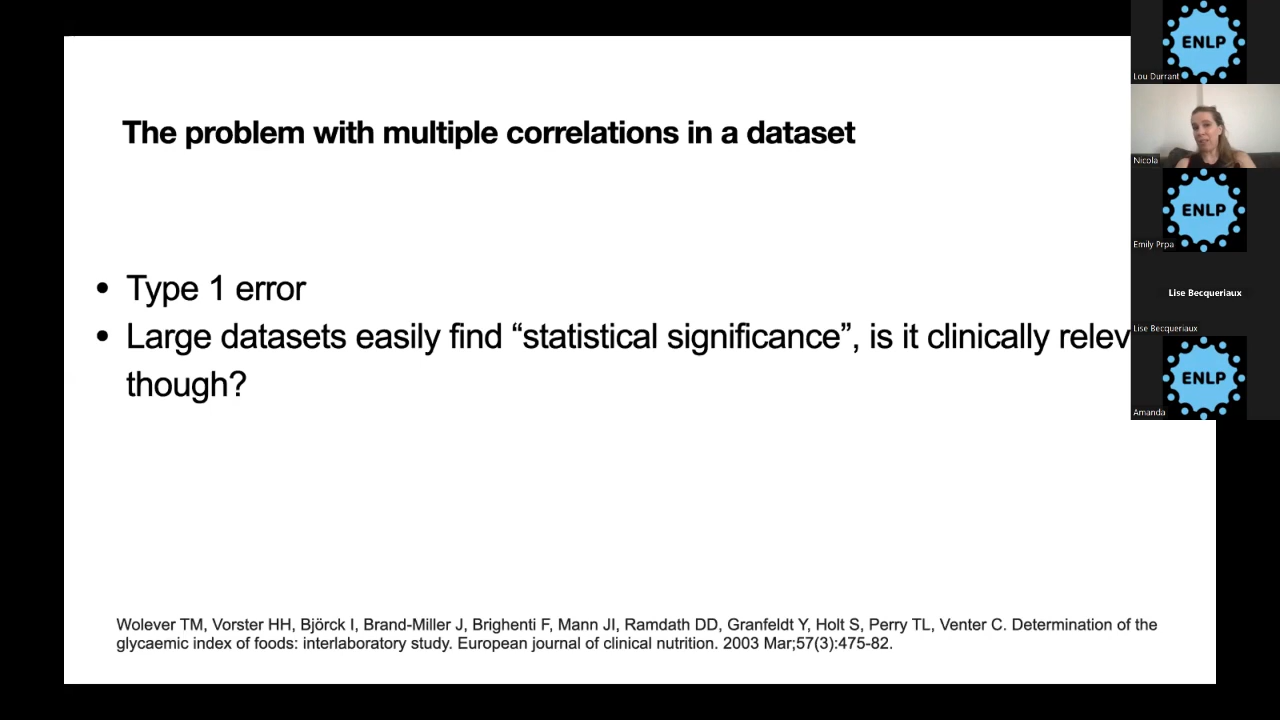 The problem with multiple correlations in a dataset
• Type 1 error
• Large datasets easily find “statistical significance”, is it clinically relev
though?
Wolever TM, Vorster HH, Björck I, Brand-Miller J, Brighenti F, Mann JI, Ramdath DD, Granfeldt Y, Holt S, Perry TL, Venter C. Determination of the
glycaemic index of foods: interlaboratory study. European journal of clinical nutrition. 2003 Mar;57(3):475-82.
ENLP
Lou Durrant
Nicola
ENLP
Emily Prpa
Lise Becqueriaux
Lise Becqueriaux
ENLP
Amanda